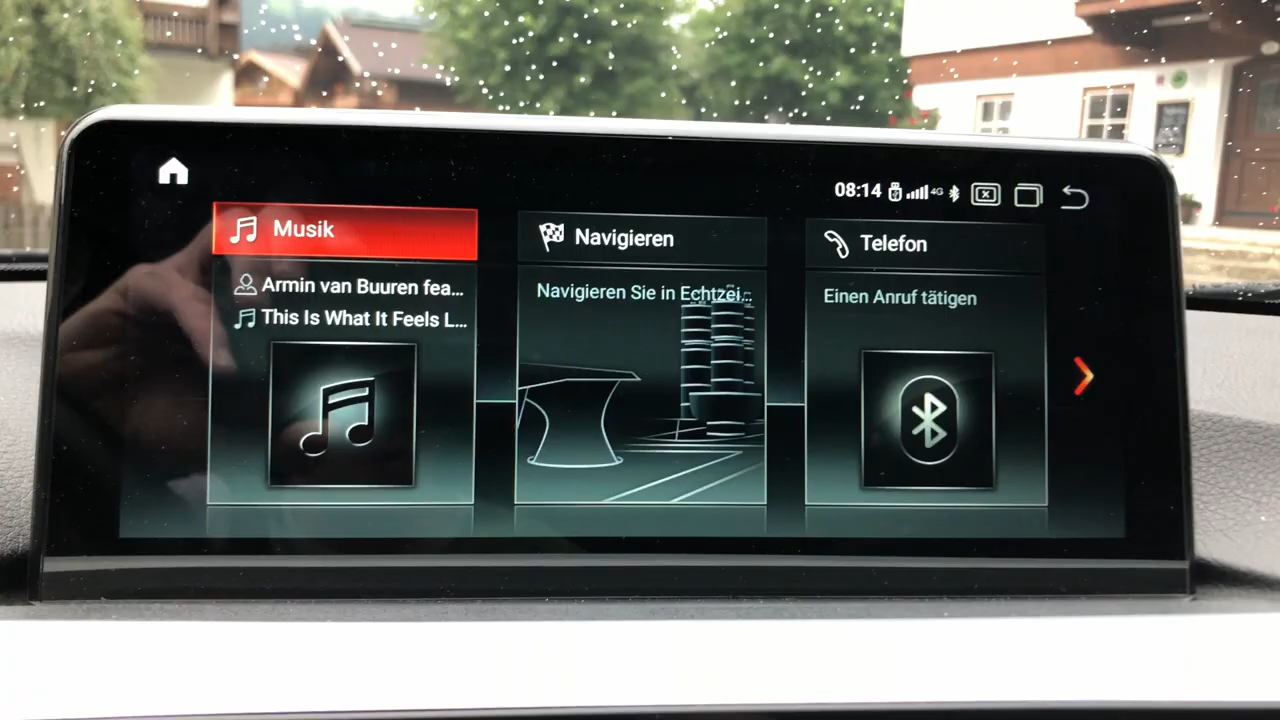 08:14 4G
Musik
Armin van Buuren fea...
This Is What It Feels L...
Navigieren
Navigieren Sie in Echtzei...
Telefon
Einen Anruf tätigen